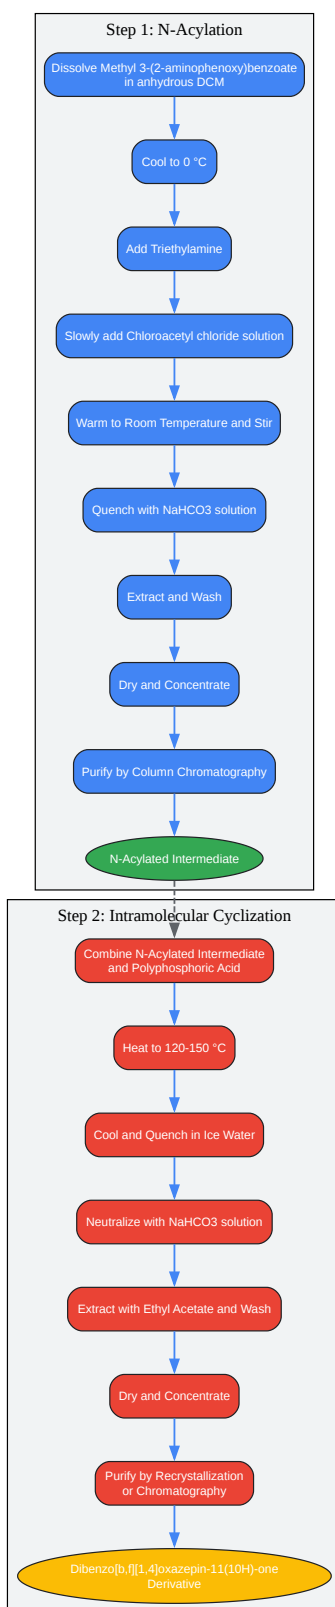 Step 1: N-Acylation
Dissolve Methyl 3-(2-aminophenoxy)benzoate
in anhydrous DCM
Cool to 0 °C
Add Triethylamine
Slowly add Chloroacetyl chloride solution
Warm to Room Temperature and Stir
Quench with NaHCO3 solution
Extract and Wash
Dry and Concentrate
Purify by Column Chromatography
N-Acylated Intermediate
Step 2: Intramolecular Cyclization
Combine N-Acylated Intermediate
and Polyphosphoric Acid
Heat to 120-150 °C
Cool and Quench in Ice Water
Neutralize with NaHCO3 solution
Extract with Ethyl Acetate and Wash
Dry and Concentrate
Purify by Recrystallization
or Chromatography
Dibenzo[b,f][1,4]oxazepin-11(10H)-one
Derivative